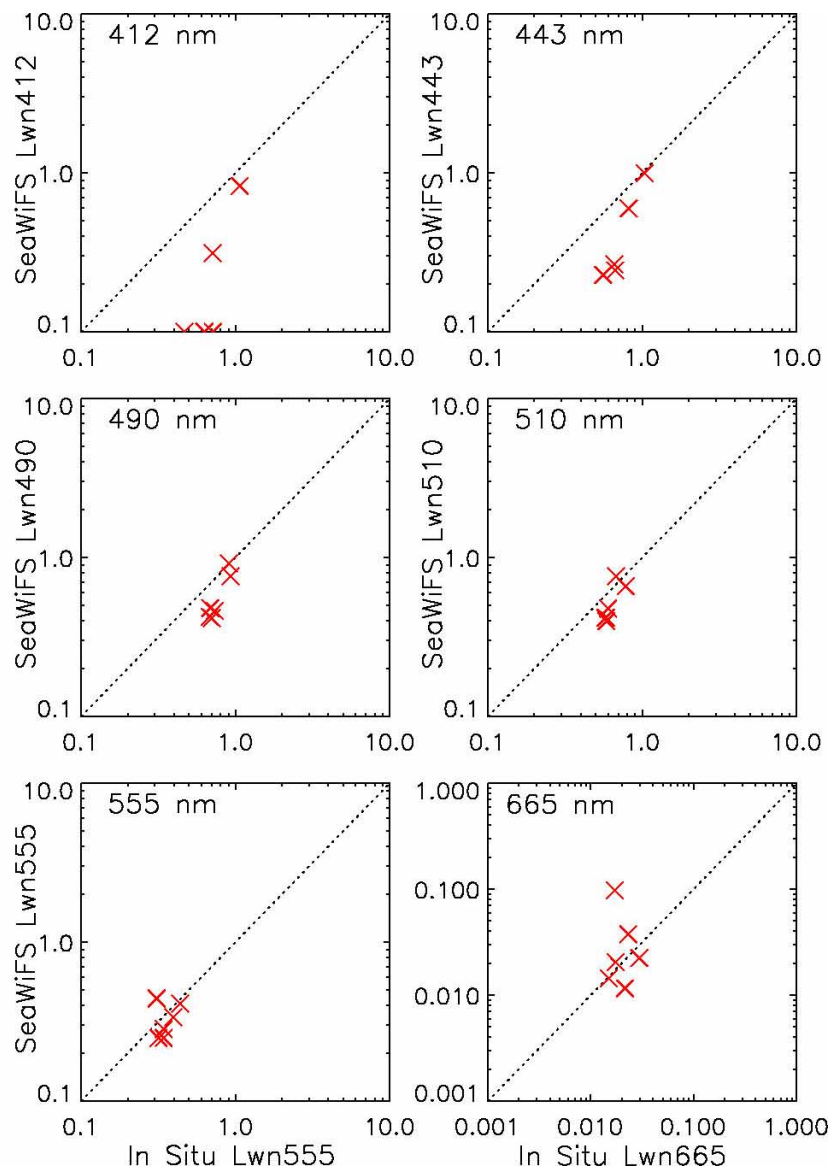 10.0
412 nm
SeaWiFS Lwn412
1.0
0.1
0.1 1.0 10.0
10.0
443 nm
SeaWiFS Lwn443
1.0
0.1
0.1 1.0 10.0
10.0
490 nm
SeaWiFS Lwn490
1.0
0.1
0.1 1.0 10.0
10.0
510 nm
SeaWiFS Lwn510
1.0
0.1
0.1 1.0 10.0
10.0
555 nm
SeaWiFS Lwn555
1.0
0.1
0.1 1.0 10.0
In Situ Lwn555
1.000
665 nm
0.100
0.010
0.001
0.001 0.010 0.100 1.000
In Situ Lwn665